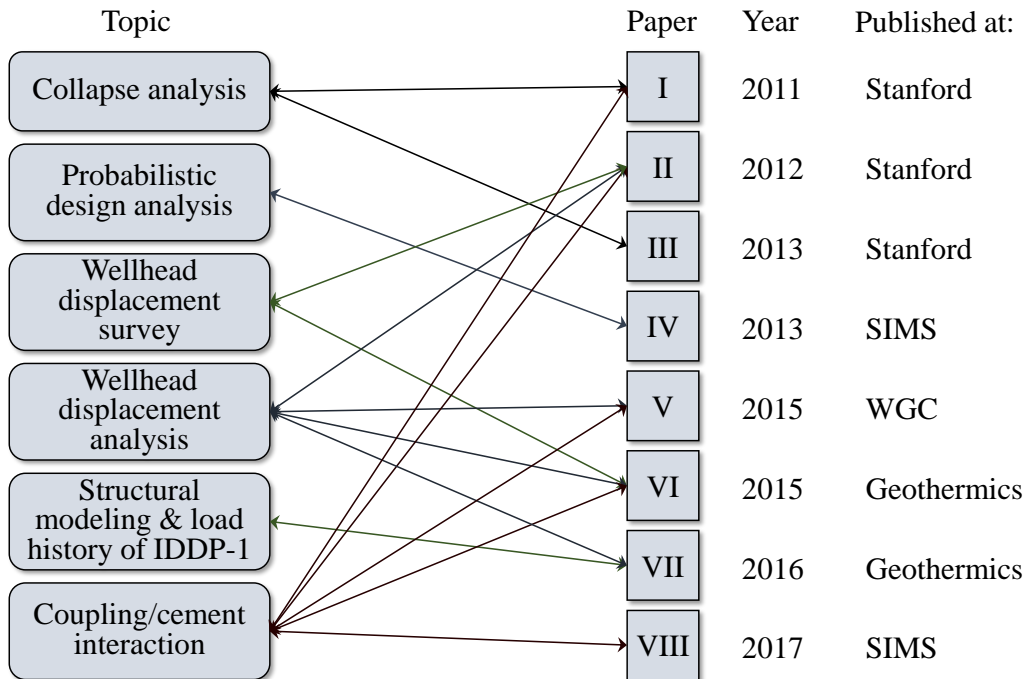 Topic
Paper
Year
Published at:
Collapse analysis
I
2011
Stanford
Probabilistic
design analysis
II
2012
Stanford
Wellhead
displacement
survey
III
2013
Stanford
IV
2013
SIMS
Wellhead
displacement
analysis
V
2015
WGC
Structural
modeling & load
history of IDDP-1
VI
2015
Geothermics
VII
2016
Geothermics
Coupling/cement
interaction
VIII
2017
SIMS